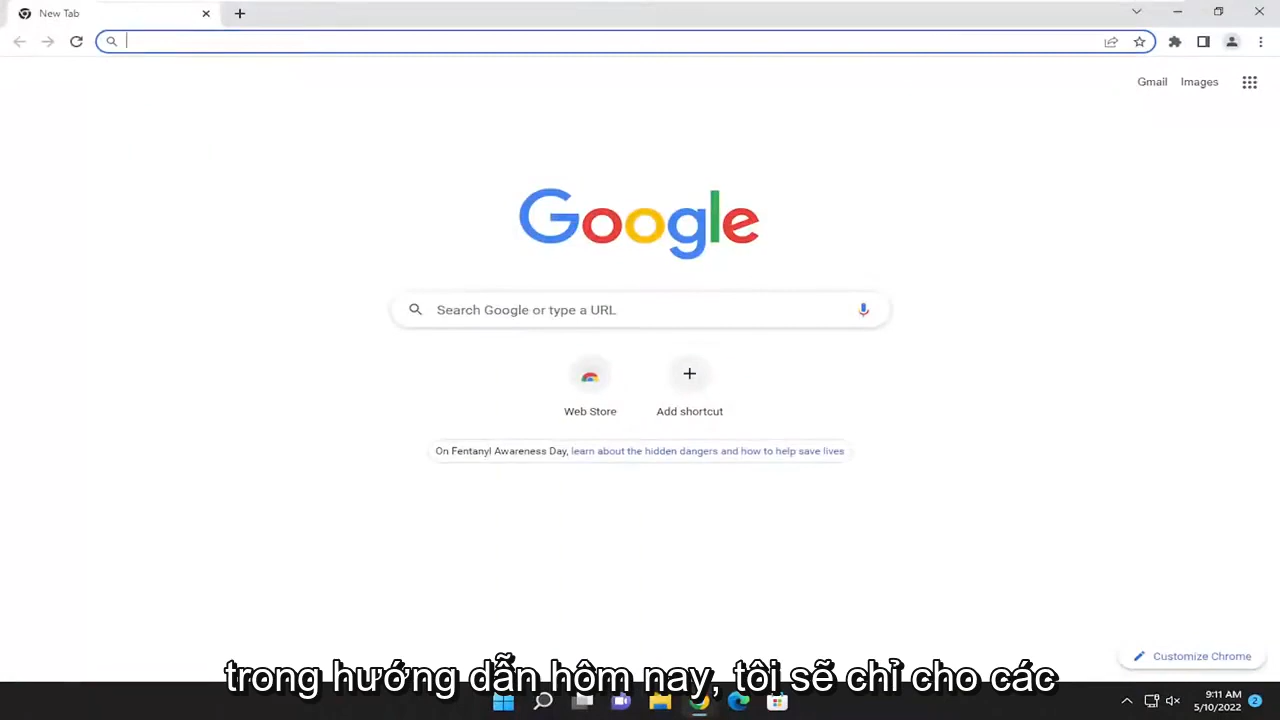 New Tab
Gmail Images
Google
Search Google or type a URL
Web Store Add shortcut
On Fentanyl Awareness Day, learn about the hidden dangers and how to help save lives
Customize Chrome
trong hướng dẫn hôm nay, tôi sẽ chỉ cho các
9:11 AM
5/10/2022
2